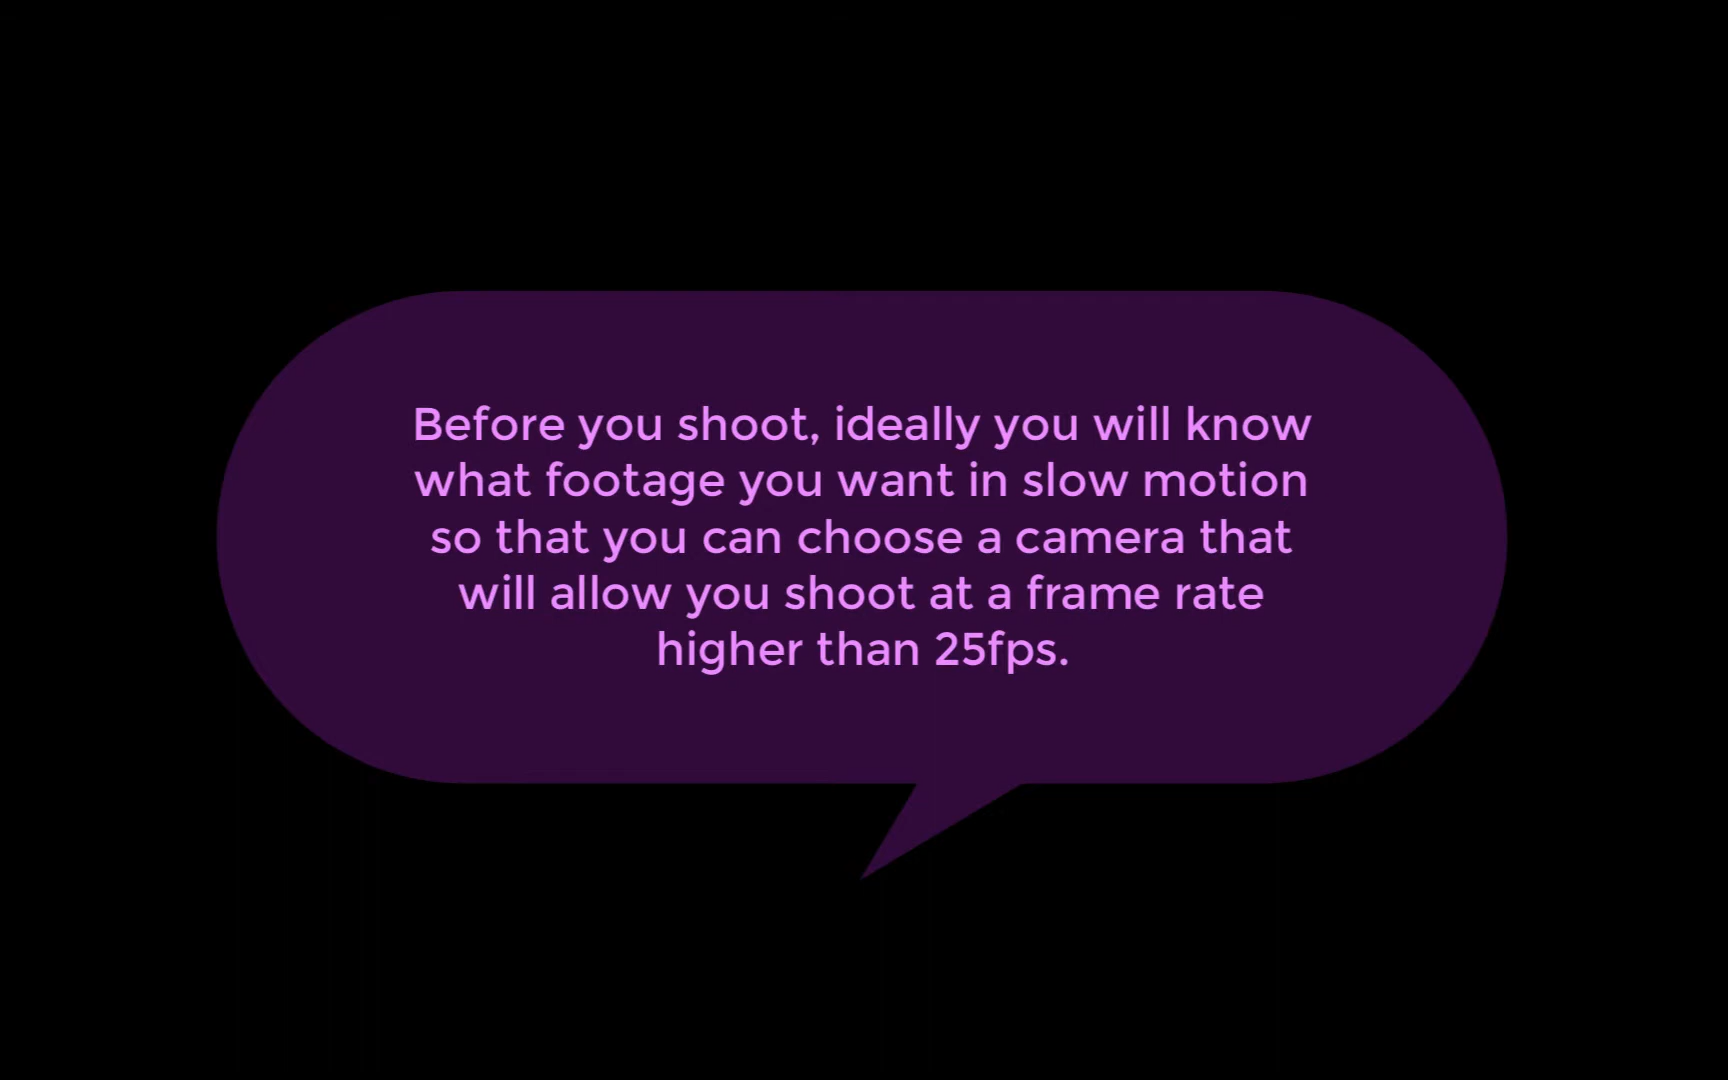 Before you shoot, ideally you will know
what footage you want in slow motion
so that you can choose a camera that
will allow you shoot at a frame rate
higher than 25fps.